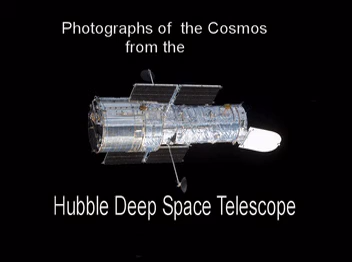 Photographs of the Cosmos
from the
Hubble Deep Space Telescope